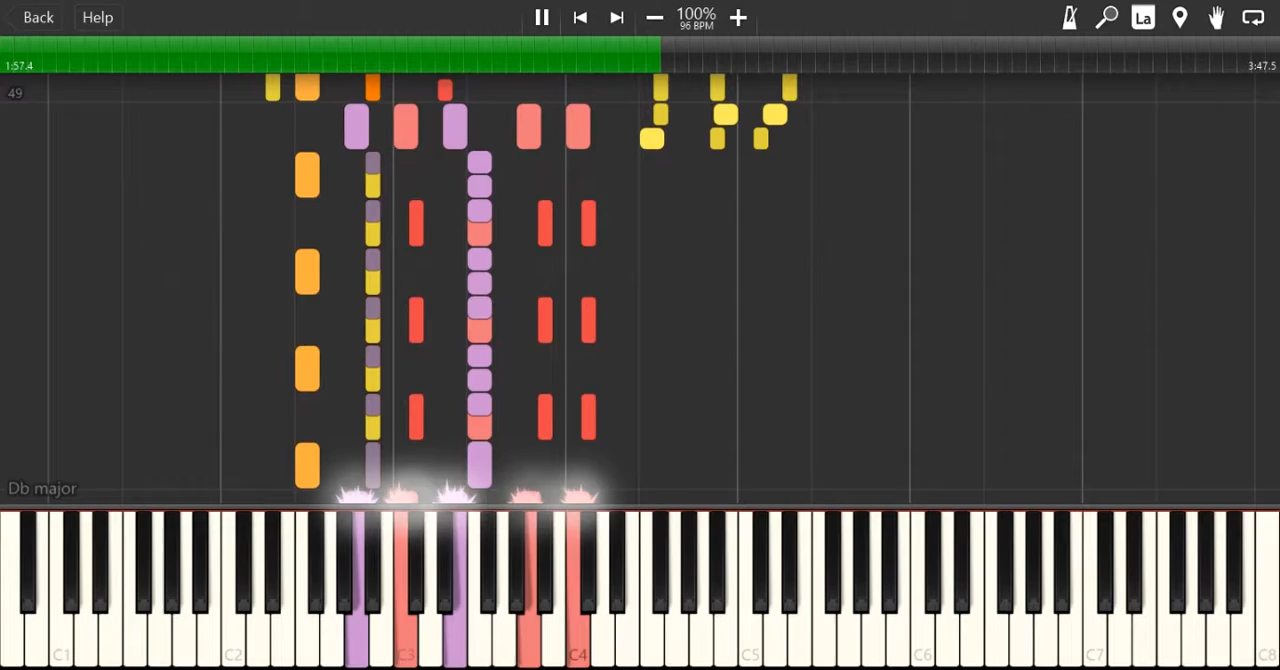 Back
Help
100%
96 BPM
La
1:57.4
3:47.5
49
Db major
C1
C2
C3
C4
C5
C6
C7
C8